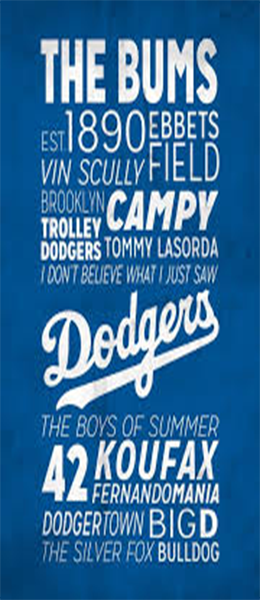 THE BUMS
EST. 1890 EBBETS
VIN SCULLY FIELD
BROOKLYN CAMPY
TROLLEY
DODGERS TOMMY LASORDA
I DON'T BELIEVE WHAT I JUST SAW
Dodgers
THE BOYS OF SUMMER
42 KOUFAX
FERNANDOMANIA
DODGERTOWN BIG D
THE SILVER FOX BULLDOG